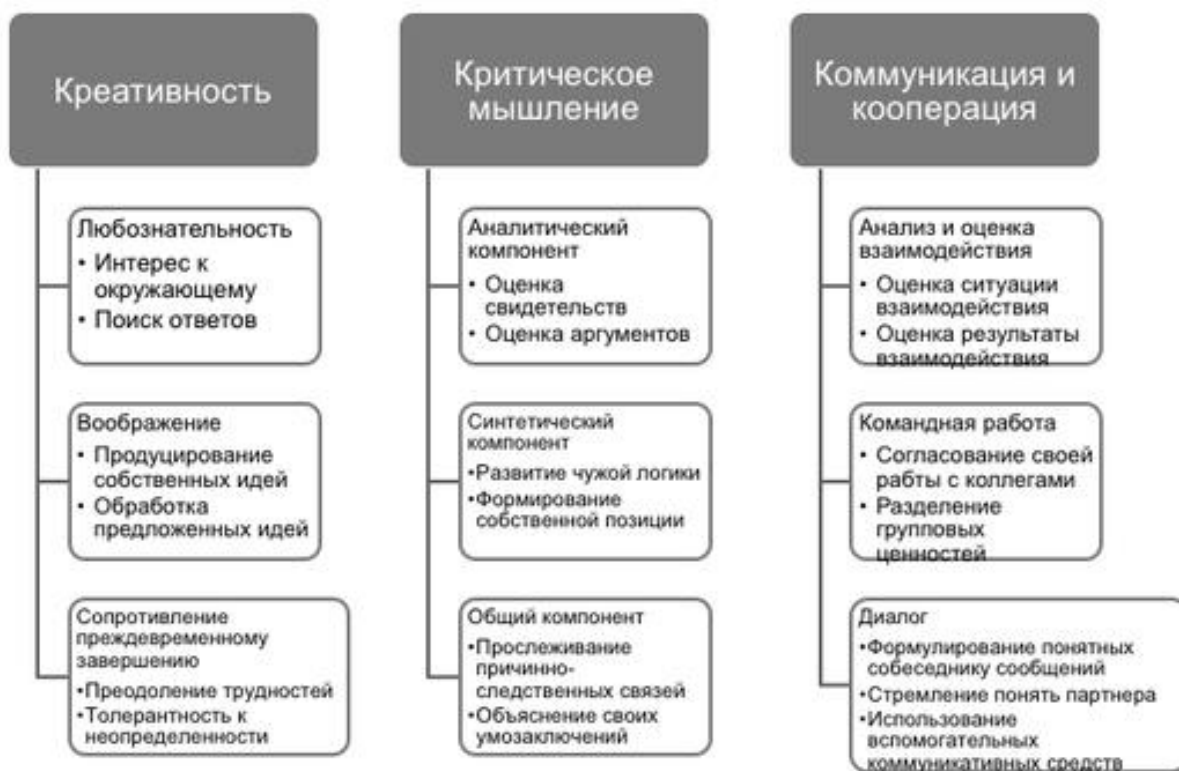 Креативность
Любознательность
• Интерес к
окружающему
• Поиск ответов
Воображение
• Продуцирование
собственных идей
• Обработка
предложенных идей
Сопротивление
преждевременному
завершению
•Преодоление трудностей
•Толерантность к
неопределенности
Критическое
мышление
Аналитический
компонент
• Оценка
свидетельств
• Оценка аргументов
Синтетический
компонент
•Развитие чужой логики
•Формирование
собственной позиции
Общий компонент
•Прослеживание
причинно-
следственных связей
•Объяснение своих
умозаключений
Коммуникация и
кооперация
Анализ и оценка
взаимодействия
• Оценка ситуации
взаимодействия
• Оценка результаты
взаимодействия
Командная работа
• Согласование своей
рабты с коллегами
• Разделение
групповых
ценностей
Диалог
•Формулирование понятных
собеседнику сообщений
•Стремление понять партнера
•Использование
вспомогательных
коммуникативных средств